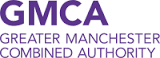 GMCA
GREATER MANCHESTER
COMBINED AUTHORITY